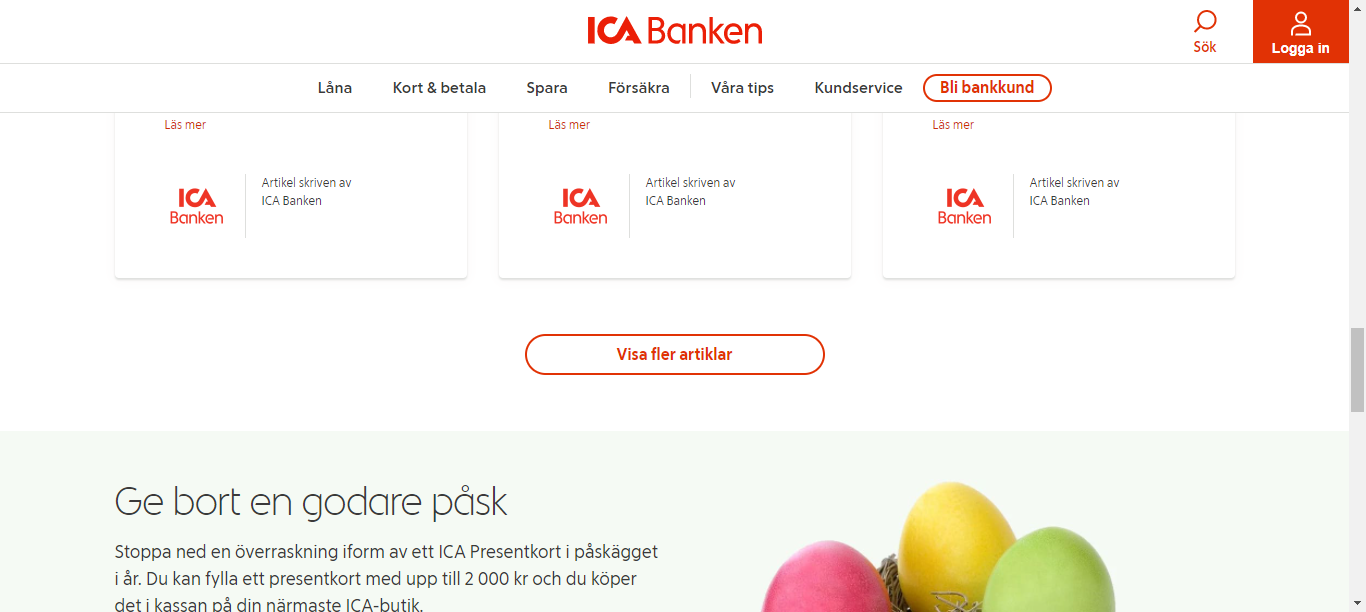 ICA Banken
Sök
Logga in
Låna
Kort & betala
Spara
Försäkra
Våra tips
Kundservice
Bli bankkund
Läs mer
Läs mer
Läs mer
ICA
Banken
Artikel skriven av
ICA Banken
ICA
Banken
Artikel skriven av
ICA Banken
ICA
Banken
Artikel skriven av
ICA Banken
Visa fler artiklar
Ge bort en godare påsk
Stoppa ned en överraskning iform av ett ICA Presentkort i påskägget
i år. Du kan fylla ett presentkort med upp till 2 000 kr och du köper
det i kassan på din närmaste ICA-butik.